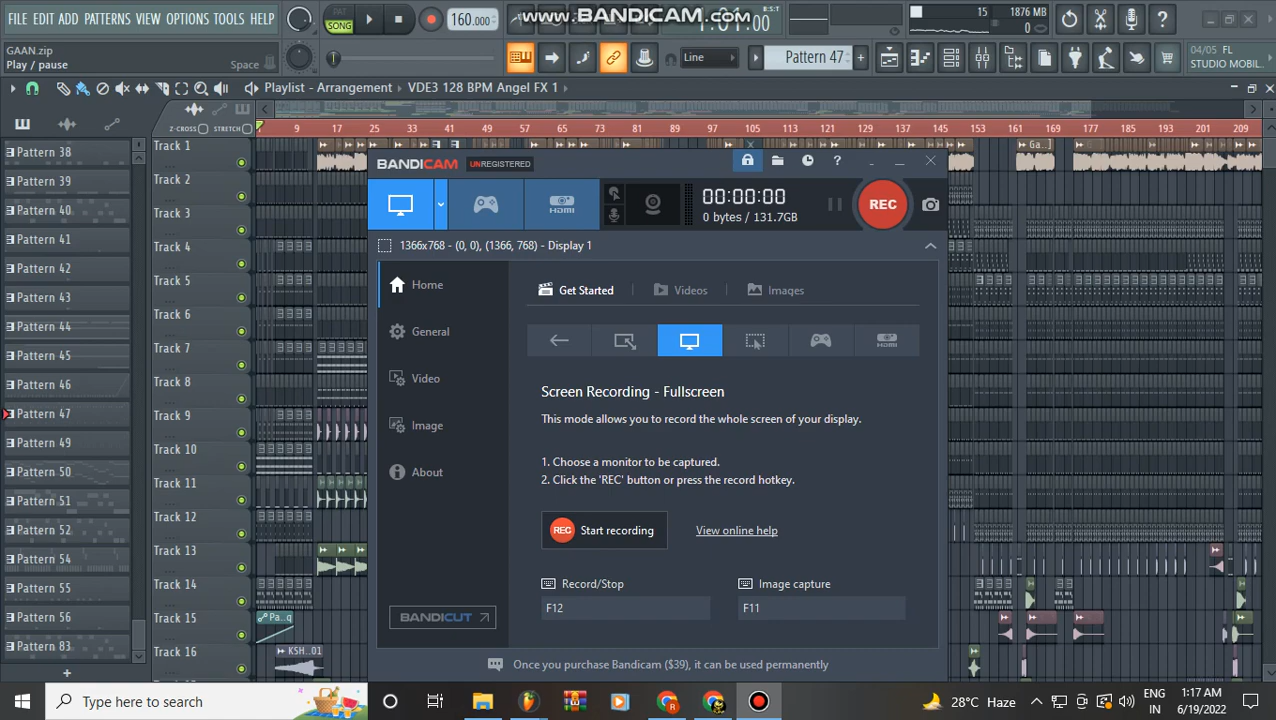 FILE EDIT ADD PATTERNS VIEW OPTIONS TOOLS HELP
PAT
SONG
160.000
www.BANDICAM.com
1:01:00
15
1876 MB
0
GAAN.zip
Play / pause
Space
Line
Pattern 47
04/05 FL
STUDIO MOBIL..
Playlist - Arrangement
VDE3 128 BPM Angel FX 1
Z-CROSS
STRETCH
9 17 25 33 41 49 57 65 73 81 89 97 105 113 121 129 137 145 153 161 169 177 185 193 201 209
Pattern 38
Pattern 39
Pattern 40
Pattern 41
Pattern 42
Pattern 43
Pattern 44
Pattern 45
Pattern 46
Pattern 47
Pattern 49
Pattern 50
Pattern 51
Pattern 52
Pattern 54
Pattern 55
Pattern 56
Pattern 83
Track 1
Track 2
Track 3
Track 4
Track 5
Track 6
Track 7
Track 8
Track 9
Track 10
Track 11
Track 12
Track 13
Track 14
Track 15
Track 16
Ga..]
Pa..q
KSH..01
BANDICAM
UNREGISTERED
HDMI
00:00:00
0 bytes / 131.7GB
REC
1366x768 - (0, 0), (1366, 768) - Display 1
Home
General
Video
Image
About
BANDICUT
Get Started
Videos
Images
HDMI
Screen Recording - Fullscreen
This mode allows you to record the whole screen of your display.
1. Choose a monitor to be captured.
2. Click the 'REC' button or press the record hotkey.
REC Start recording
View online help
Record/Stop
Image capture
F12
F11
Once you purchase Bandicam ($39), it can be used permanently
Type here to search
28°C Haze
ENG
IN
1:17 AM
6/19/2022